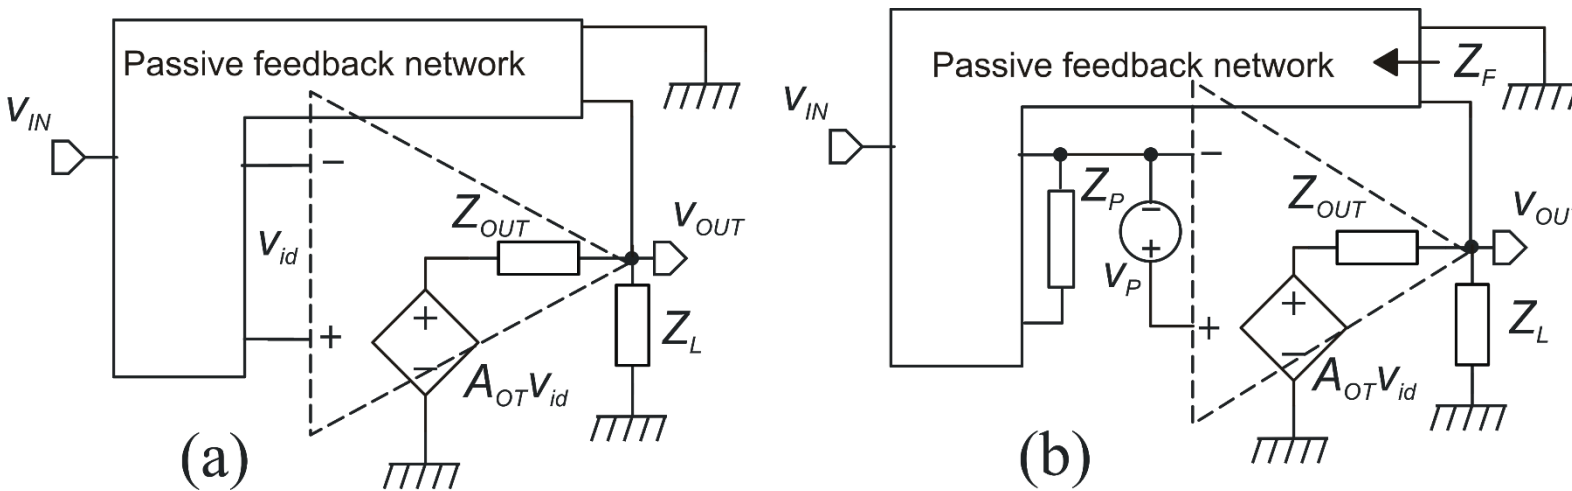 Passive feedback network
v_IN
−
v_id
+
Z_OUT
v_OUT
+
−
A_OT v_id
Z_L
(a)
Passive feedback network
Z_F
v_IN
−
Z_P
−
+
v_P
+
Z_OUT
v_OU
+
−
A_OT v_id
Z_L
(b)